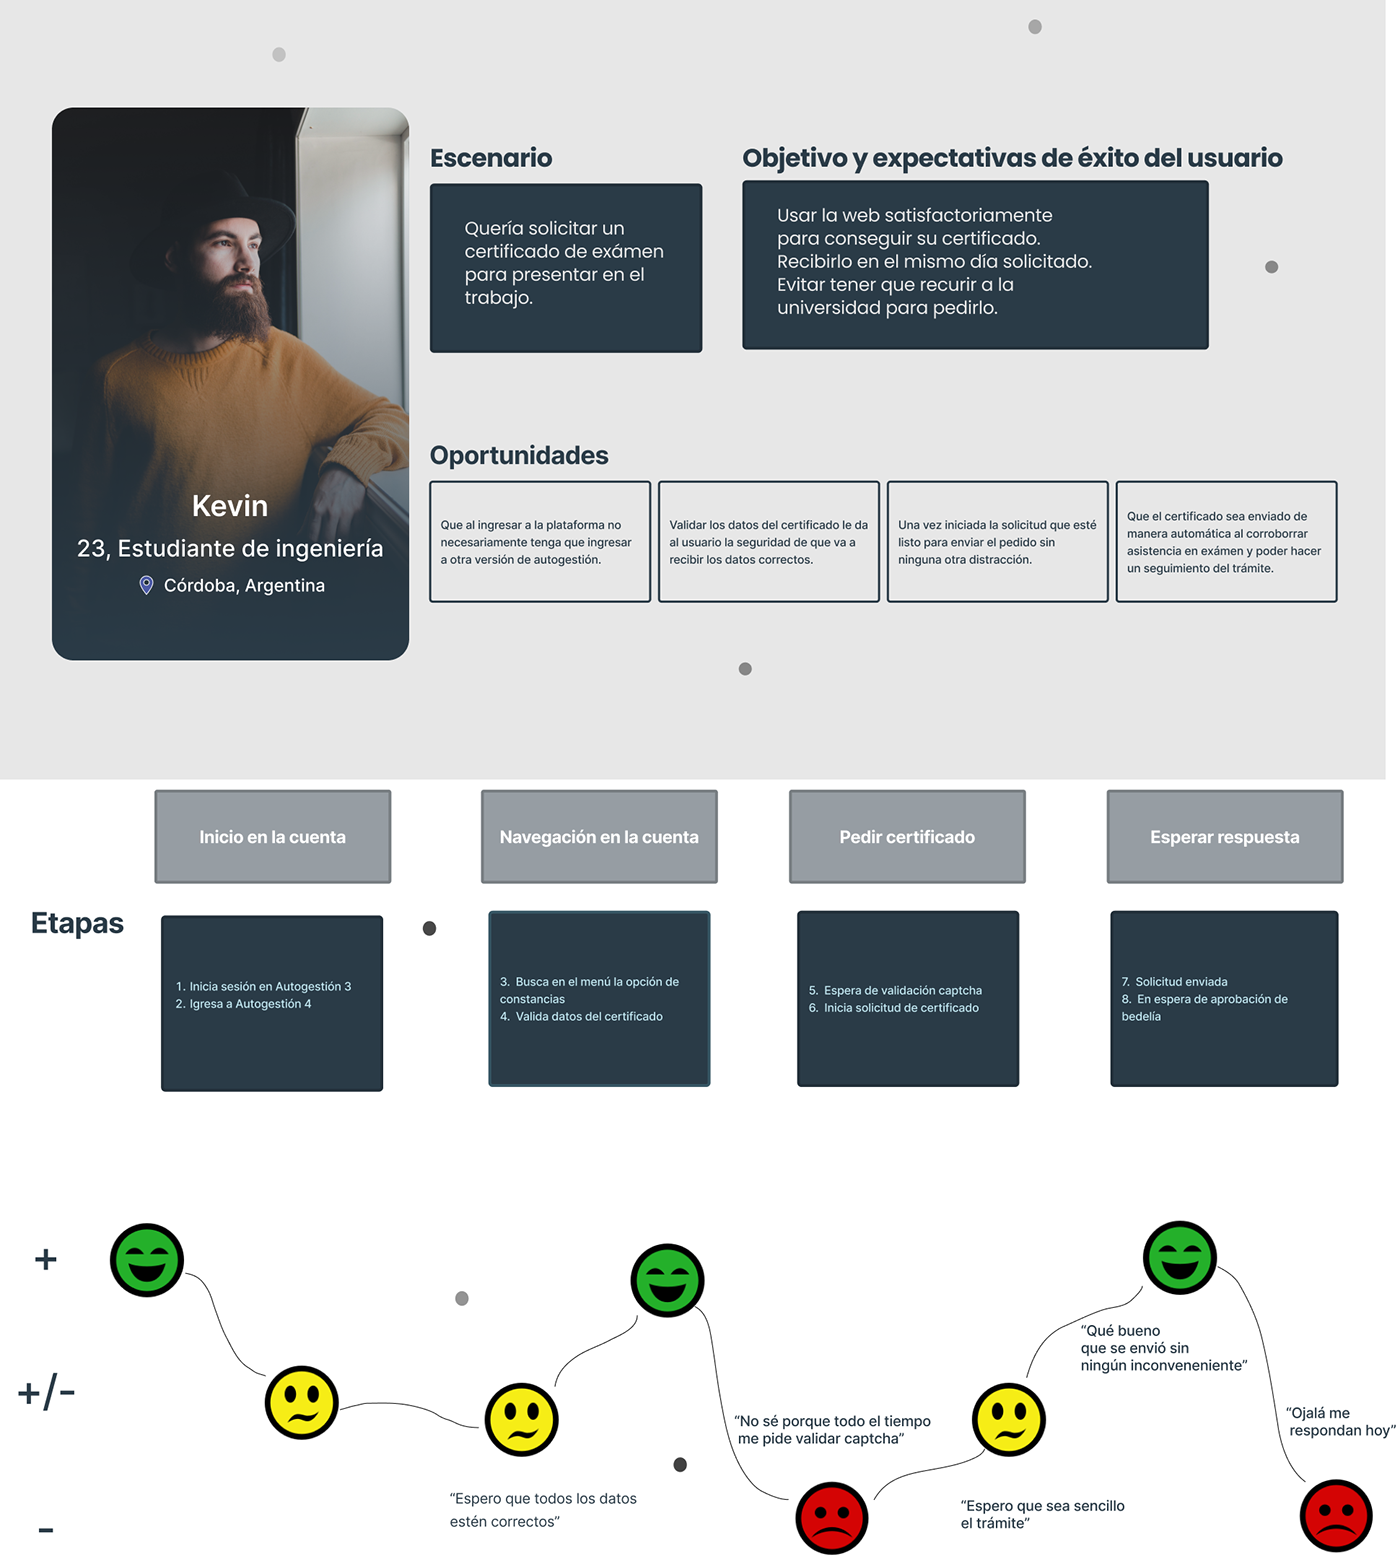 Kevin
23, Estudiante de ingeniería
Córdoba, Argentina
Escenario
Quería solicitar un
certificado de exámen
para presentar en el
trabajo.
Objetivo y expectativas de éxito del usuario
Usar la web satisfactoriamente
para conseguir su certificado.
Recibirlo en el mismo día solicitado.
Evitar tener que recurir a la
universidad para pedirlo.
Oportunidades
Que al ingresar a la plataforma no
necesariamente tenga que ingresar
a otra versión de autogestión.
Validar los datos del certificado le da
al usuario la seguridad de que va a
recibir los datos correctos.
Una vez iniciada la solicitud que esté
listo para enviar el pedido sin
ninguna otra distracción.
Que el certificado sea enviado de
manera automática al corroborar
asistencia en exámen y poder hacer
un seguimiento del trámite.
Inicio en la cuenta
Navegación en la cuenta
Pedir certificado
Esperar respuesta
Etapas
1. Inicia sesión en Autogestión 3
2. Igresa a Autogestión 4
3. Busca en el menú la opción de
constancias
4. Valida datos del certificado
5. Espera de validación captcha
6. Inicia solicitud de certificado
7. Solicitud enviada
8. En espera de aprobación de
bedelía
+
+/-
-
“Espero que todos los datos
estén correctos”
“No sé porque todo el tiempo
me pide validar captcha”
“Espero que sea sencillo
el trámite”
“Qué bueno
que se envió sin
ningún inconveneniente”
“Ojalá me
respondan hoy”